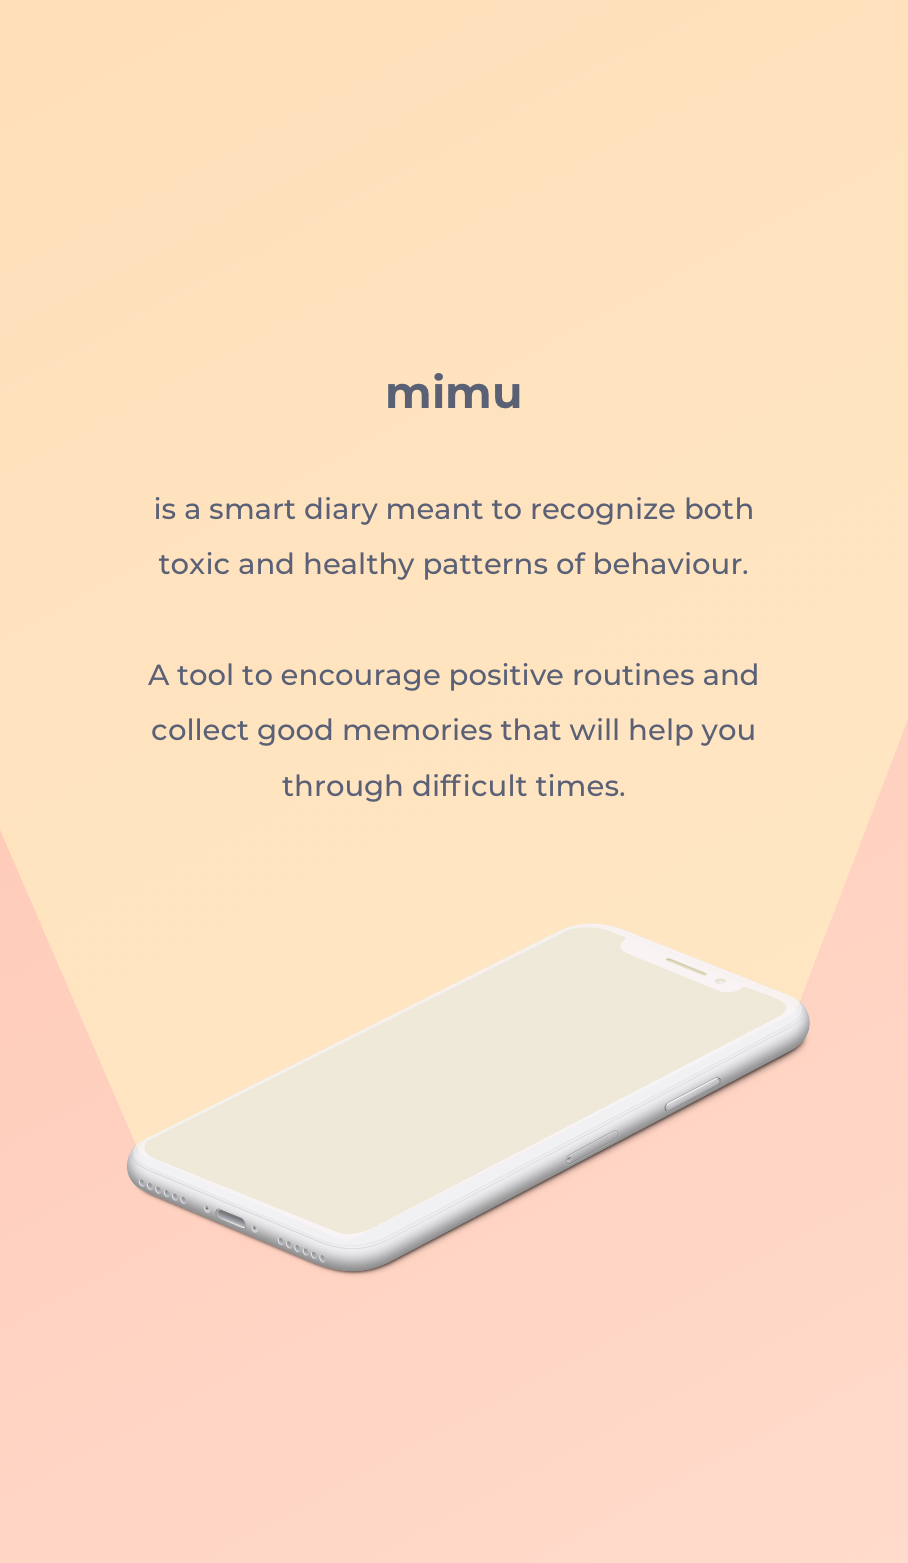 mimu
is a smart diary meant to recognize both
toxic and healthy patterns of behaviour.
A tool to encourage positive routines and
collect good memories that will help you
through difficult times.